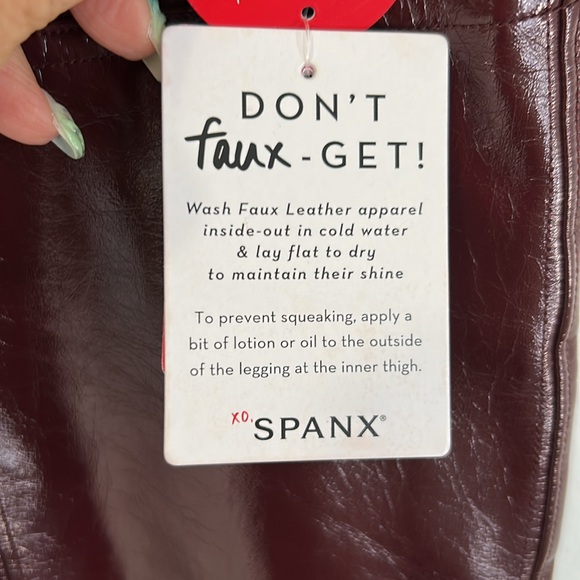 DON'T
faux-GET!
Wash Faux Leather apparel
inside-out in cold water
& lay flat to dry
to maintain their shine
To prevent squeaking, apply a
bit of lotion or oil to the outside
of the legging at the inner thigh.
XO. SPANX®